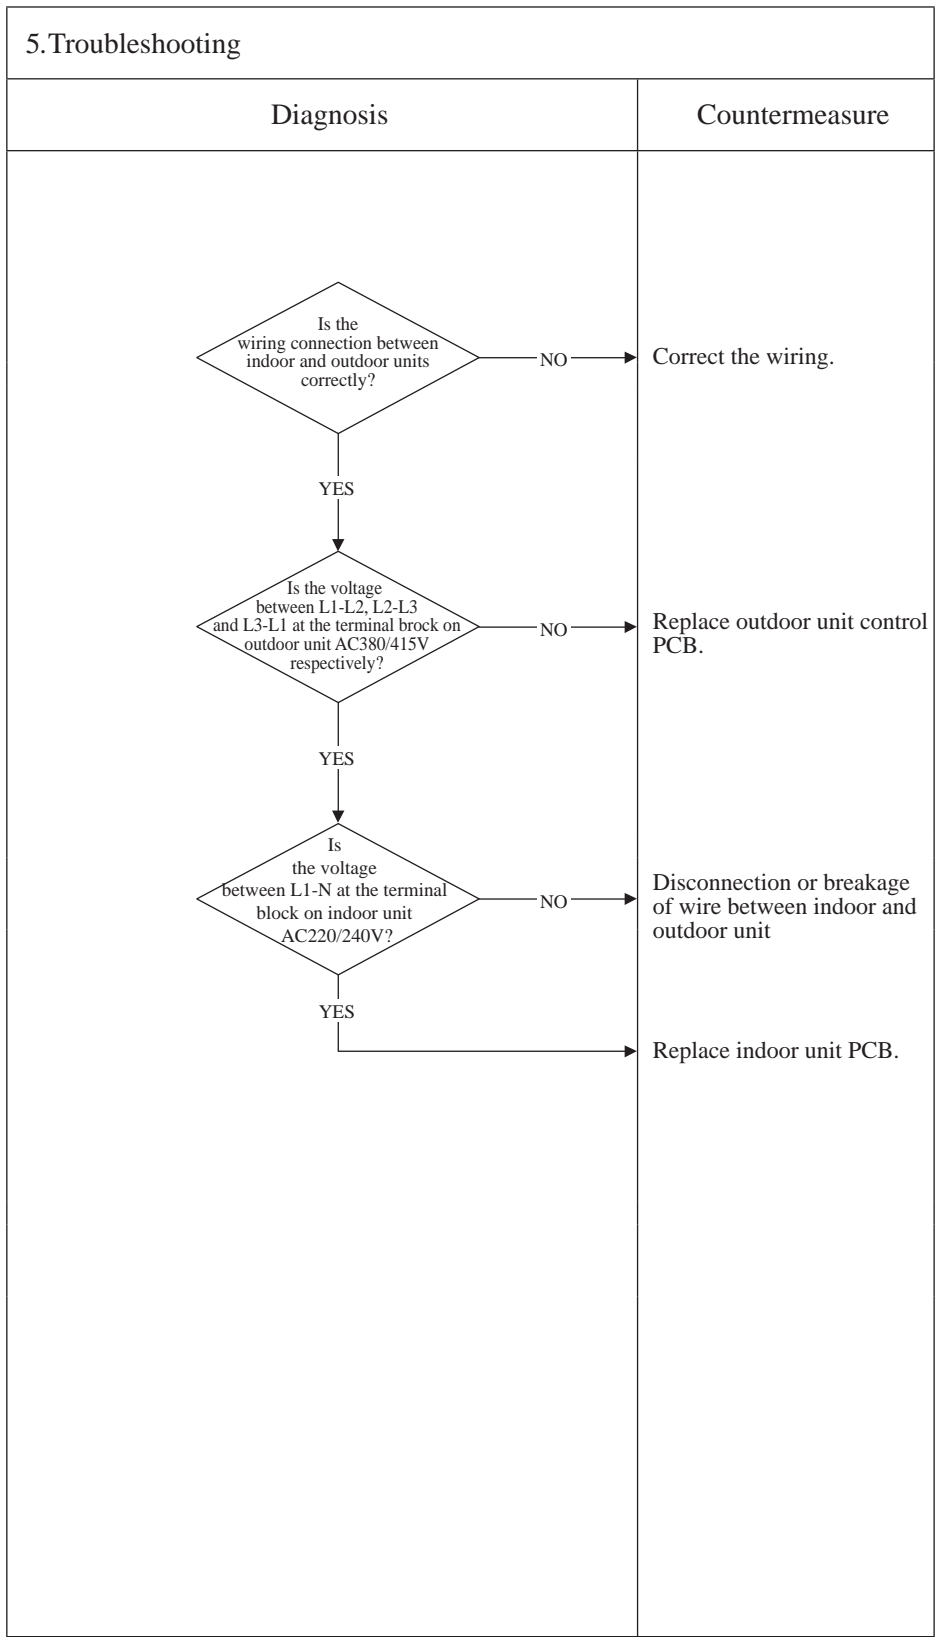 5.Troubleshooting
Diagnosis
Countermeasure
Is the
wiring connection between
indoor and outdoor units
correctly?
NO
Correct the wiring.
YES
Is the voltage
between L1-L2, L2-L3
and L3-L1 at the terminal brock on
outdoor unit AC380/415V
respectively?
NO
Replace outdoor unit control
PCB.
YES
Is
the voltage
between L1-N at the terminal
block on indoor unit
AC220/240V?
NO
Disconnection or breakage
of wire between indoor and
outdoor unit
YES
Replace indoor unit PCB.